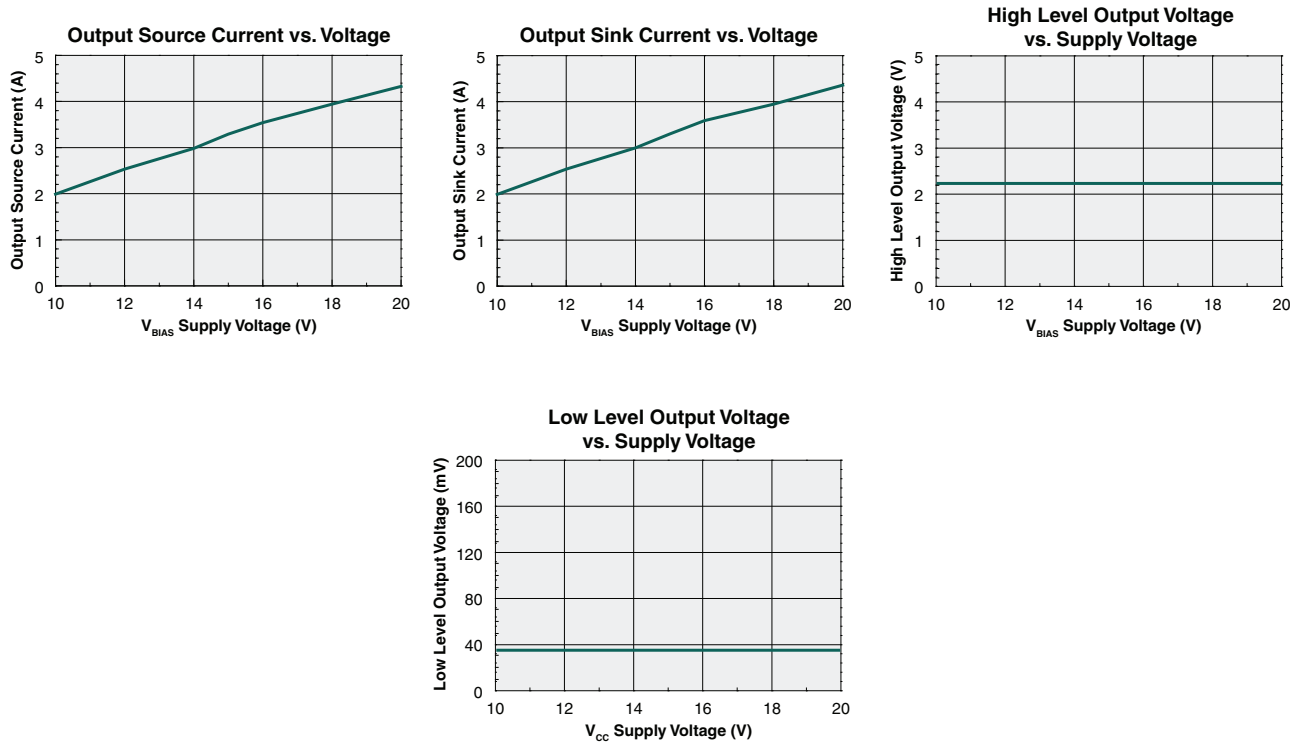 Output Source Current vs. Voltage
Output Source Current (A)
5
4
3
2
1
0
10 12 14 16 18 20
VBIAS Supply Voltage (V)
Output Sink Current vs. Voltage
Output Sink Current (A)
5
4
3
2
1
0
10 12 14 16 18 20
VBIAS Supply Voltage (V)
High Level Output Voltage
vs. Supply Voltage
High Level Output Voltage (V)
5
4
3
2
1
0
10 12 14 16 18 20
VBIAS Supply Voltage (V)
Low Level Output Voltage
vs. Supply Voltage
Low Level Output Voltage (mV)
200
160
120
80
40
0
10 12 14 16 18 20
VCC Supply Voltage (V)